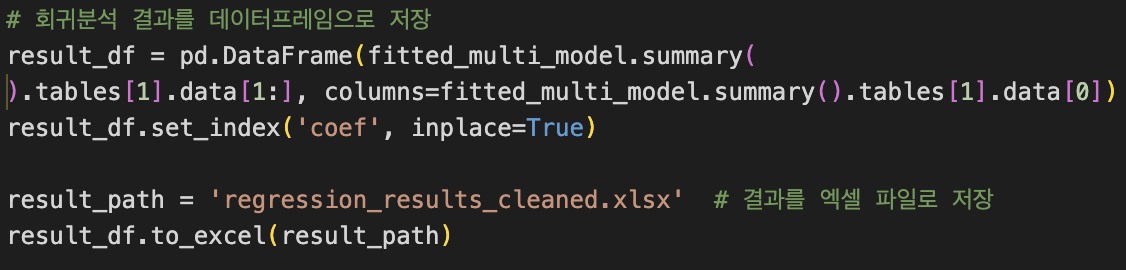 # 회귀분석 결과를 데이터프레임으로 저장
result_df = pd.DataFrame(fitted_multi_model.summary(
).tables[1].data[1:], columns=fitted_multi_model.summary().tables[1].data[0])
result_df.set_index('coef', inplace=True)
result_path = 'regression_results_cleaned.xlsx'  # 결과를 엑셀 파일로 저장
result_df.to_excel(result_path)